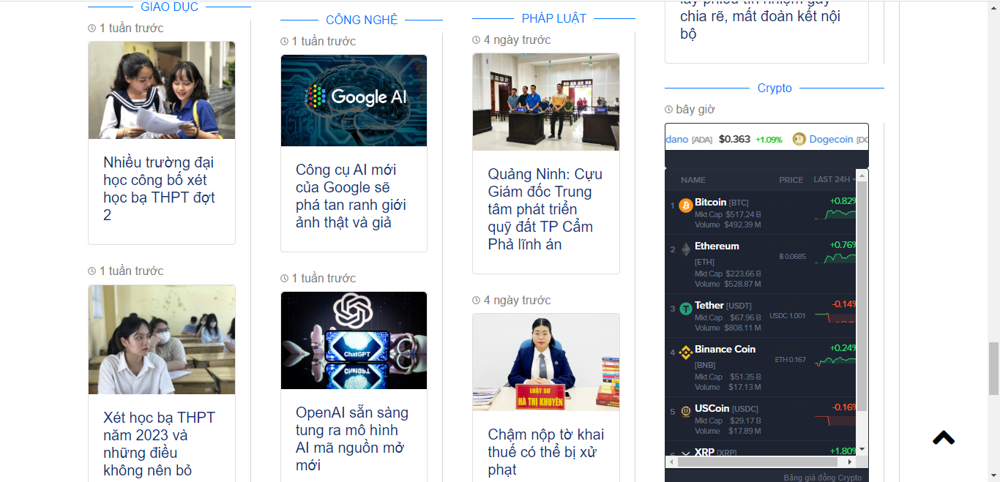 GIÁO DỤC
1 tuần trước
Nhiều trường đại
học công bố xét
học bạ THPT đợt
2
1 tuần trước
Xét học bạ THPT
năm 2023 và
những điều
không nên bỏ
CÔNG NGHỆ
1 tuần trước
Google AI
Công cụ AI mới
của Google sẽ
phá tan ranh giới
ảnh thật và giả
1 tuần trước
ChatGPT
OpenAI sẵn sàng
tung ra mô hình
AI mã nguồn mở
mới
PHÁP LUẬT
4 ngày trước
Quảng Ninh: Cựu
Giám đốc Trung
tâm phát triển
quỹ đất TP Cẩm
Phả lĩnh án
4 ngày trước
LUẬT SƯ
HÀ THỊ KHUYÊN
Chậm nộp tờ khai
thuế có thể bị xử
phạt
lấy phiếu tín nhiệm gây
chia rẽ, mất đoàn kết nội
bộ
Crypto
bây giờ
dano [ADA] $0.363 +1.09% Dogecoin [DO
NAME PRICE LAST 24H
1 Bitcoin [BTC] +0.82%
Mkt Cap $517.24 B
Volume $492.39 M
2 Ethereum +0.76%
[ETH] ฿ 0.0685
Mkt Cap $223.66 B
Volume $528.87 M
3 Tether [USDT] -0.14%
Mkt Cap $67.96 B USDC 1.001
Volume $808.11 M
4 Binance Coin +0.24%
[BNB] ETH 0.167
Mkt Cap $51.35 B
Volume $17.13 M
5 USCoin [USDC] -0.16%
Mkt Cap $29.17 B
Volume $17.89 M
6 XRP [XRP] +1.80%
Bảng giá đồng Crypto